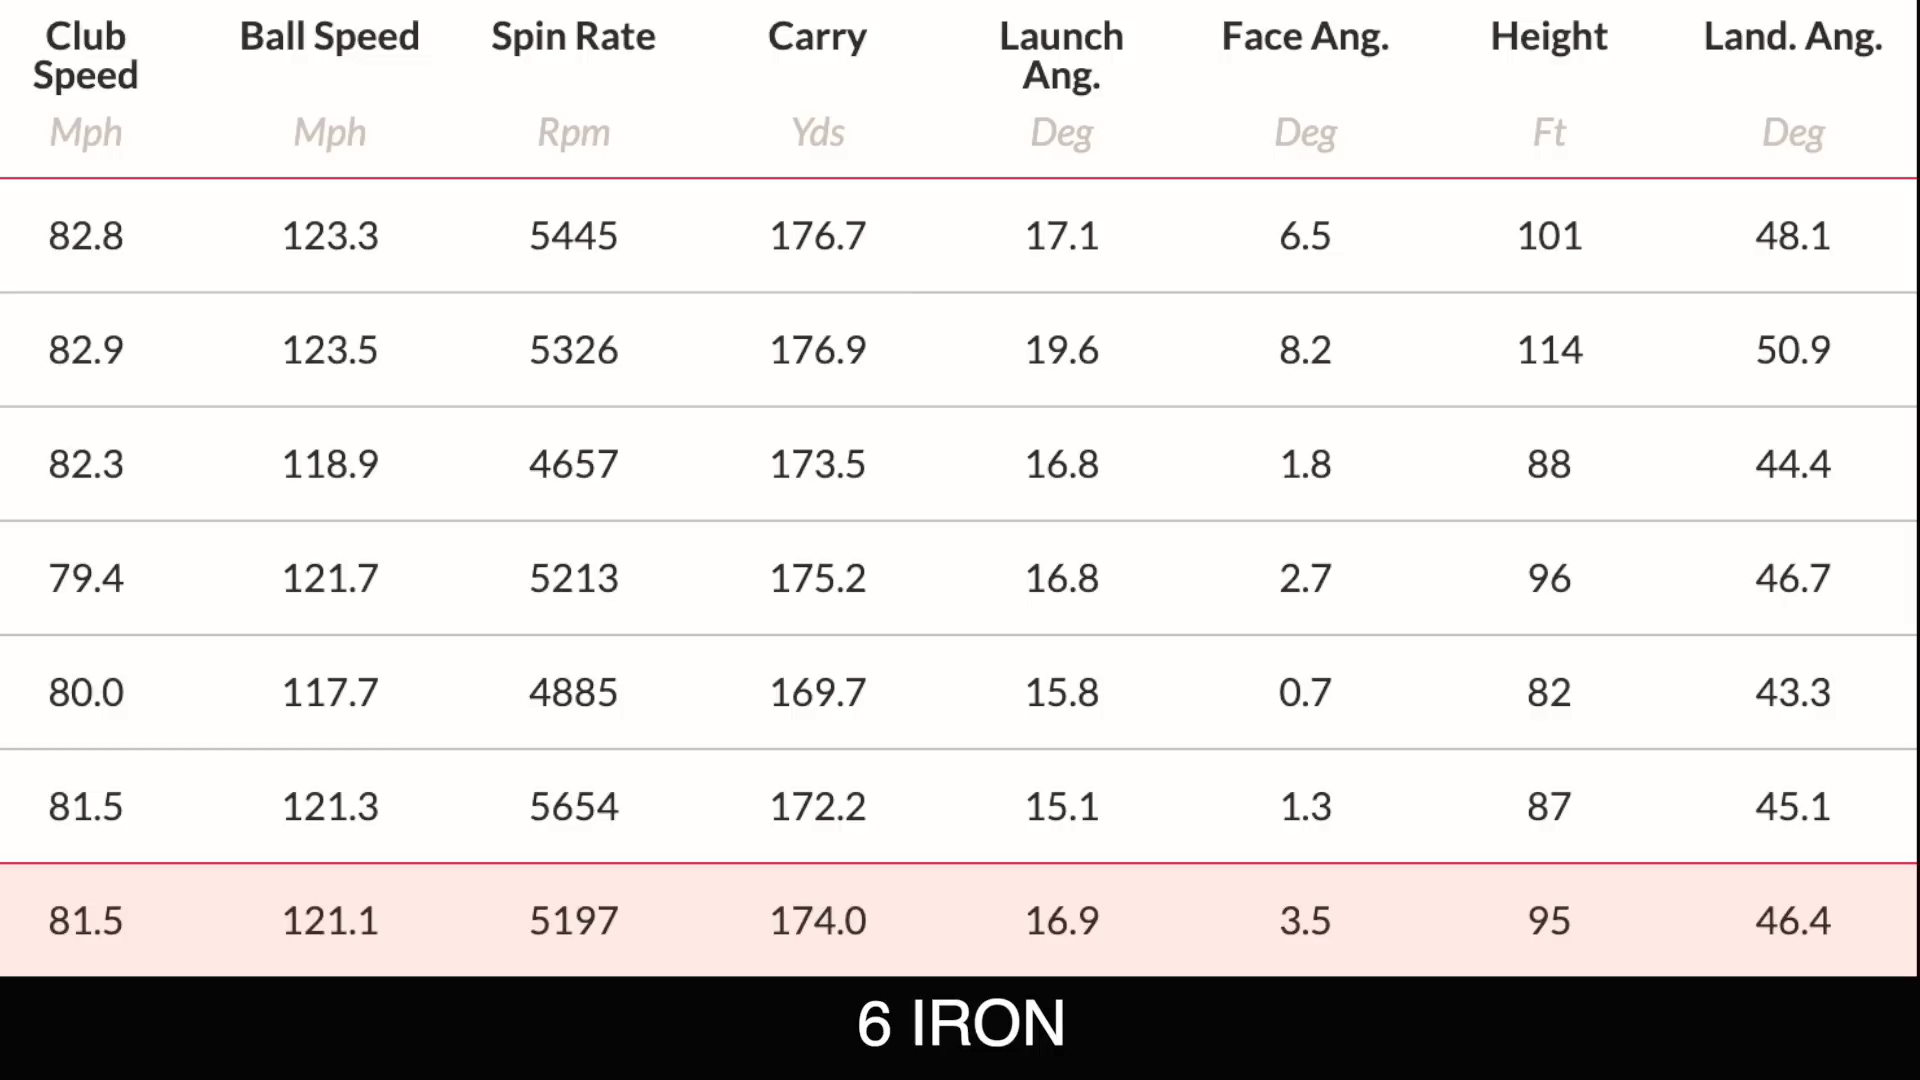 Club Speed Ball Speed Spin Rate Carry Launch Ang. Face Ang. Height Land. Ang.
Mph Mph Rpm Yds Deg Deg Ft Deg
82.8 123.3 5445 176.7 17.1 6.5 101 48.1
82.9 123.5 5326 176.9 19.6 8.2 114 50.9
82.3 118.9 4657 173.5 16.8 1.8 88 44.4
79.4 121.7 5213 175.2 16.8 2.7 96 46.7
80.0 117.7 4885 169.7 15.8 0.7 82 43.3
81.5 121.3 5654 172.2 15.1 1.3 87 45.1
81.5 121.1 5197 174.0 16.9 3.5 95 46.4
6 IRON